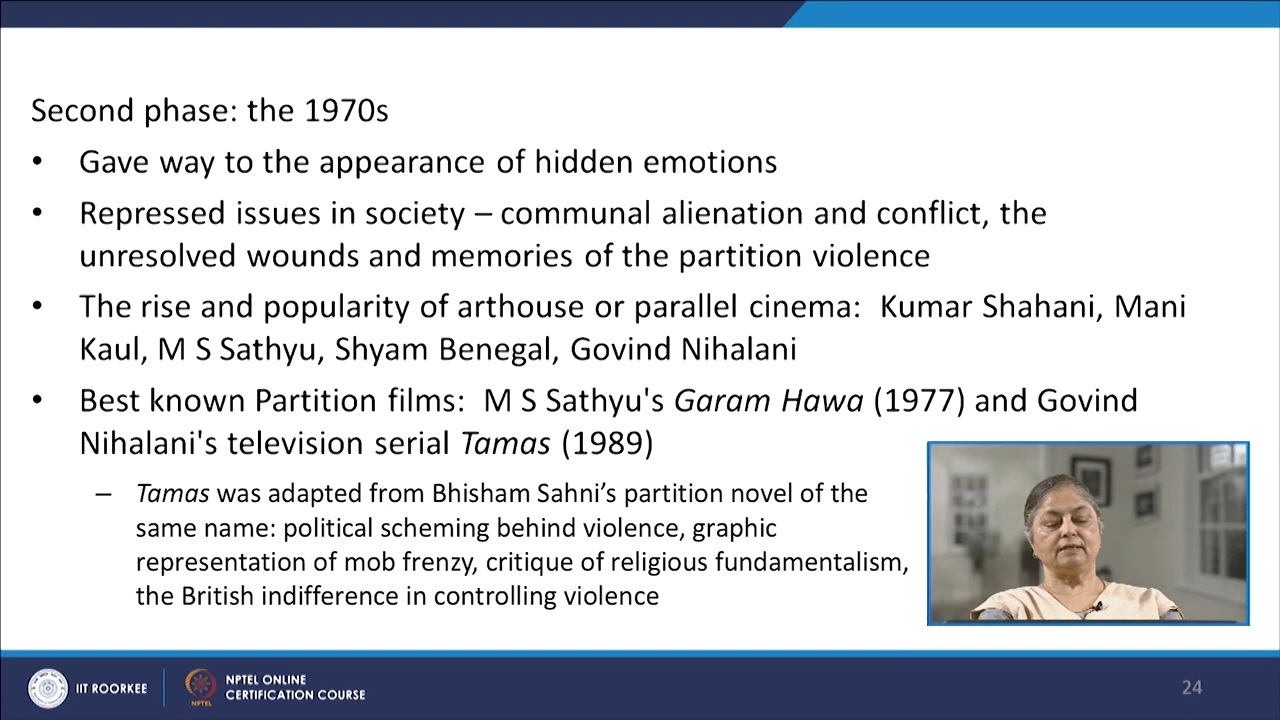 Second phase: the 1970s
• Gave way to the appearance of hidden emotions
• Repressed issues in society – communal alienation and conflict, the
unresolved wounds and memories of the partition violence
• The rise and popularity of arthouse or parallel cinema: Kumar Shahani, Mani
Kaul, M S Sathyu, Shyam Benegal, Govind Nihalani
• Best known Partition films: M S Sathyu's Garam Hawa (1977) and Govind
Nihalani's television serial Tamas (1989)
– Tamas was adapted from Bhisham Sahni’s partition novel of the
same name: political scheming behind violence, graphic
representation of mob frenzy, critique of religious fundamentalism,
the British indifference in controlling violence
IIT ROORKEE
NPTEL
NPTEL ONLINE
CERTIFICATION COURSE
24